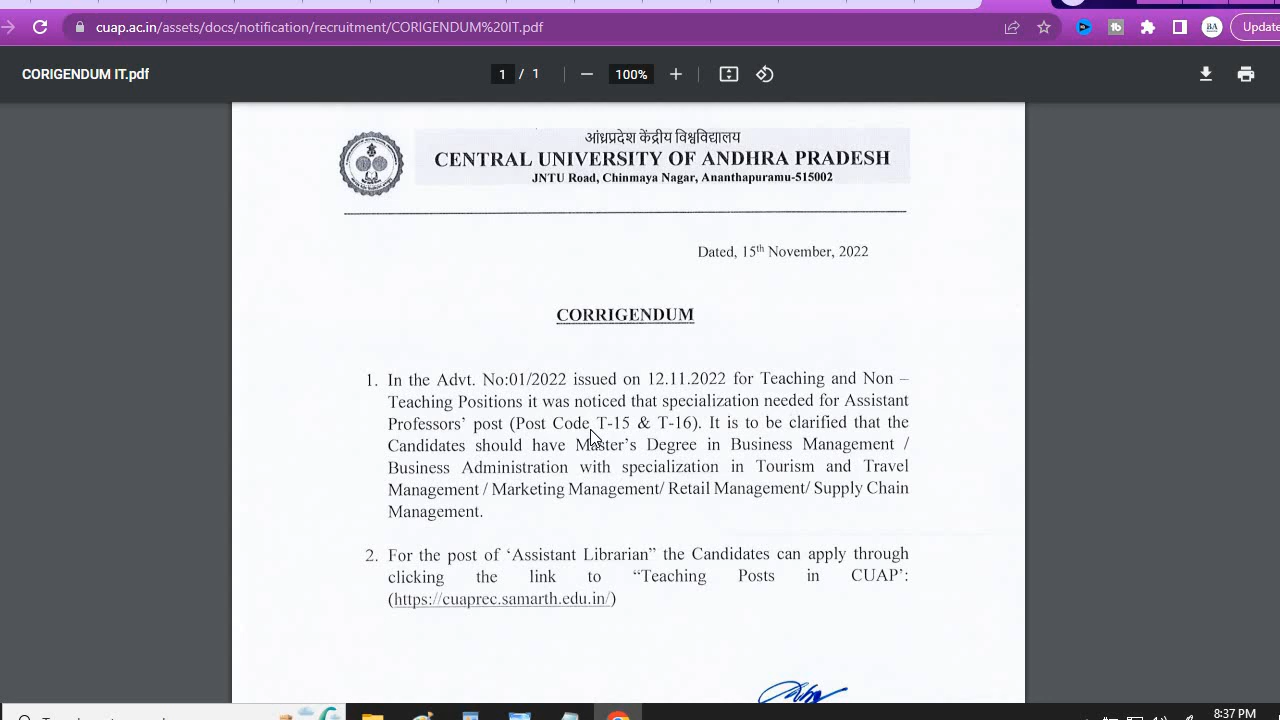 cuap.ac.in/assets/docs/notification/recruitment/CORIGENDUM%20IT.pdf
BA
Update
CORIGENDUM IT.pdf
1 / 1
100%
आंध्रप्रदेश केंद्रीय विश्वविद्यालय
CENTRAL UNIVERSITY OF ANDHRA PRADESH
JNTU Road, Chinmaya Nagar, Ananthapuramu-515002
Dated, 15th November, 2022
CORRIGENDUM
1. In the Advt. No:01/2022 issued on 12.11.2022 for Teaching and Non –
Teaching Positions it was noticed that specialization needed for Assistant
Professors' post (Post Code T-15 & T-16). It is to be clarified that the
Candidates should have Master's Degree in Business Management /
Business Administration with specialization in Tourism and Travel
Management / Marketing Management/ Retail Management/ Supply Chain
Management.
2. For the post of ‘Assistant Librarian” the Candidates can apply through
clicking the link to “Teaching Posts in CUAP’:
(https://cuaprec.samarth.edu.in/)
8:37 PM